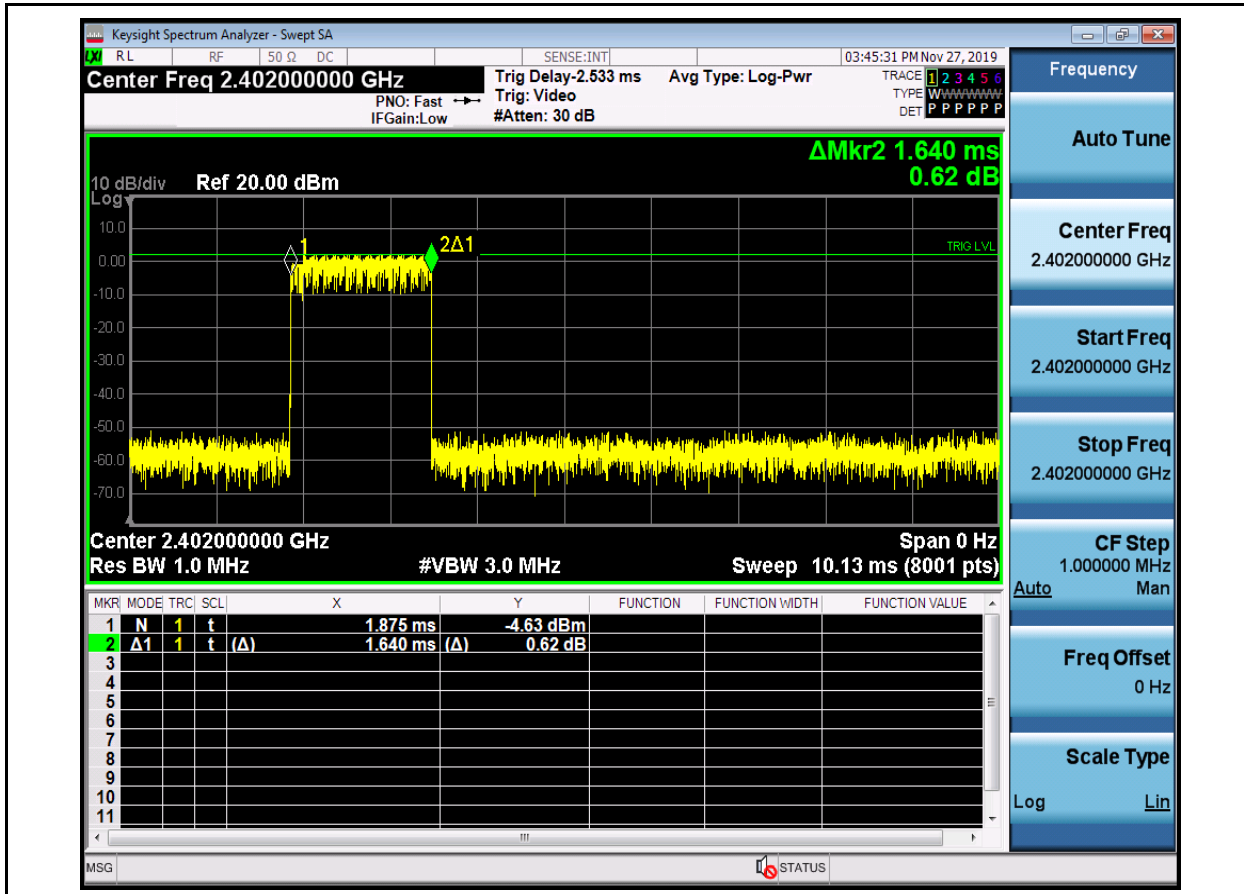 Keysight Spectrum Analyzer - Swept SA
LXI RL RF 50 Ω DC SENSE:INT 03:45:31 PM Nov 27, 2019
Center Freq 2.402000000 GHz
PNO: Fast
IFGain:Low
Trig Delay-2.533 ms
Trig: Video
#Atten: 30 dB
Avg Type: Log-Pwr
TRACE 1 2 3 4 5 6
TYPE WWWWWW
DET P P P P P P
ΔMkr2 1.640 ms
0.62 dB
10 dB/div Ref 20.00 dBm
Log
10.0
0.00
-10.0
-20.0
-30.0
-40.0
-50.0
-60.0
-70.0
1
2Δ1
TRIG LVL
Center 2.402000000 GHz Span 0 Hz
Res BW 1.0 MHz #VBW 3.0 MHz Sweep 10.13 ms (8001 pts)
MKR MODE TRC SCL X Y FUNCTION FUNCTION WIDTH FUNCTION VALUE
1 N 1 t 1.875 ms -4.63 dBm
2 Δ1 1 t (Δ) 1.640 ms (Δ) 0.62 dB
3
4
5
6
7
8
9
10
11
MSG STATUS
Frequency
Auto Tune
Center Freq
2.402000000 GHz
Start Freq
2.402000000 GHz
Stop Freq
2.402000000 GHz
CF Step
1.000000 MHz
Auto Man
Freq Offset
0 Hz
Scale Type
Log Lin